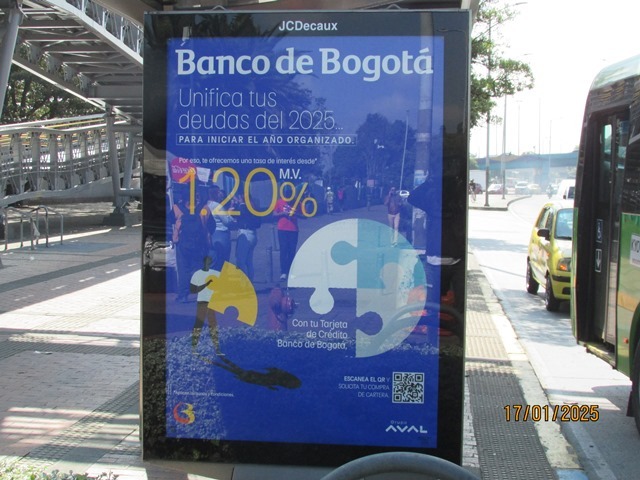 JCDecaux
Banco de Bogotá
Unifica tus
deudas del 2025...
PARA INICIAR EL AÑO ORGANIZADO.
Por eso, te ofrecemos una tasa de interés desde*
1,20% M.V.
Con tu Tarjeta
de Crédito
Banco de Bogotá.
ESCANEA EL QR Y
SOLICITA TU COMPRA
DE CARTERA.
AVAL
17/01/2025